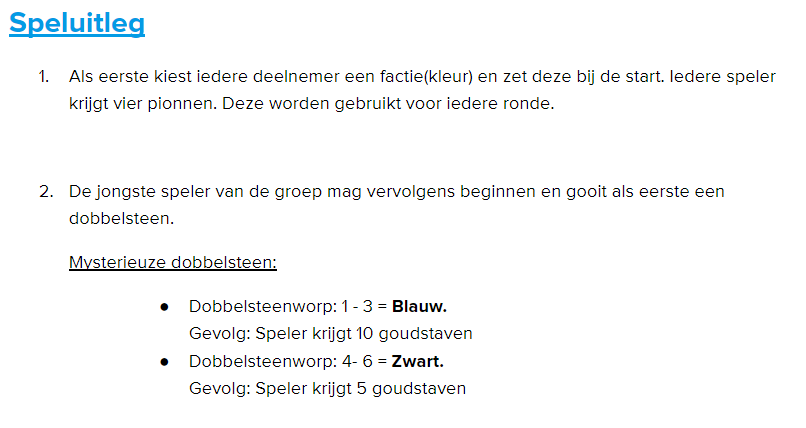 Speluitleg
1. Als eerste kiest iedere deelnemer een factie(kleur) en zet deze bij de start. Iedere speler
krijgt vier pionnen. Deze worden gebruikt voor iedere ronde.
2. De jongste speler van de groep mag vervolgens beginnen en gooit als eerste een
dobbelsteen.
Mysterieuze dobbelsteen:
● Dobbelsteenworp: 1 - 3 = Blauw.
Gevolg: Speler krijgt 10 goudstaven
● Dobbelsteenworp: 4- 6 = Zwart.
Gevolg: Speler krijgt 5 goudstaven